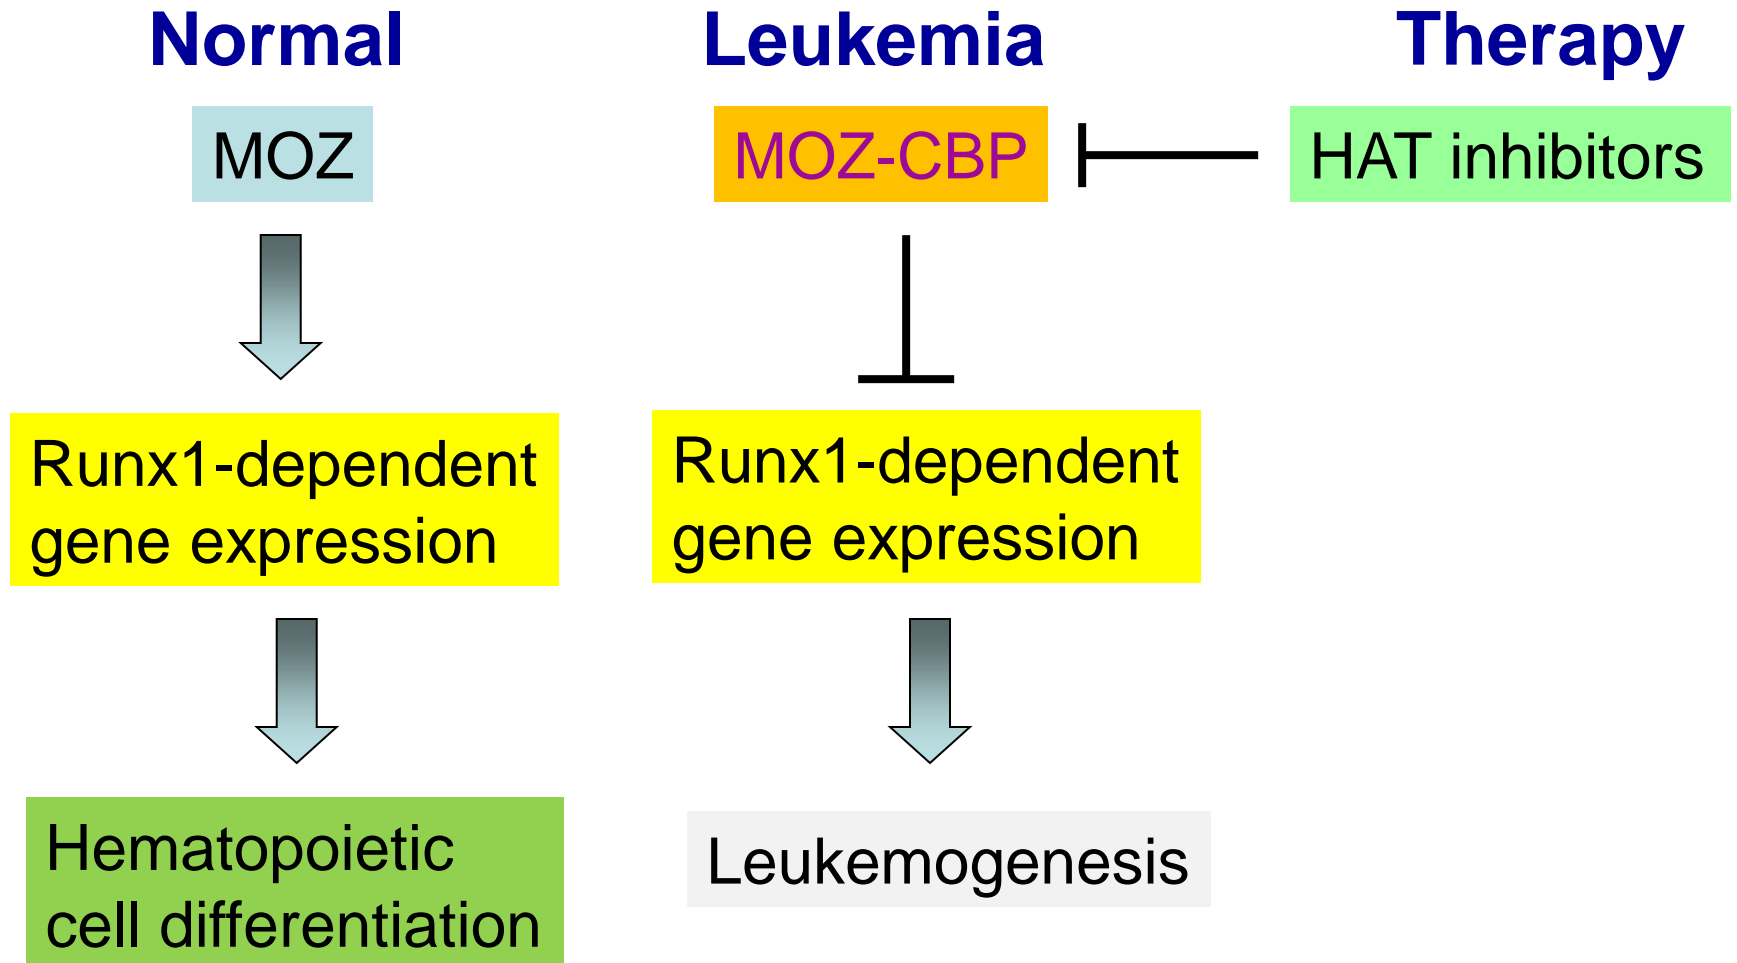 Normal
Leukemia
Therapy
MOZ
MOZ-CBP
HAT inhibitors
Runx1-dependent
gene expression
Runx1-dependent
gene expression
Hematopoietic
cell differentiation
Leukemogenesis